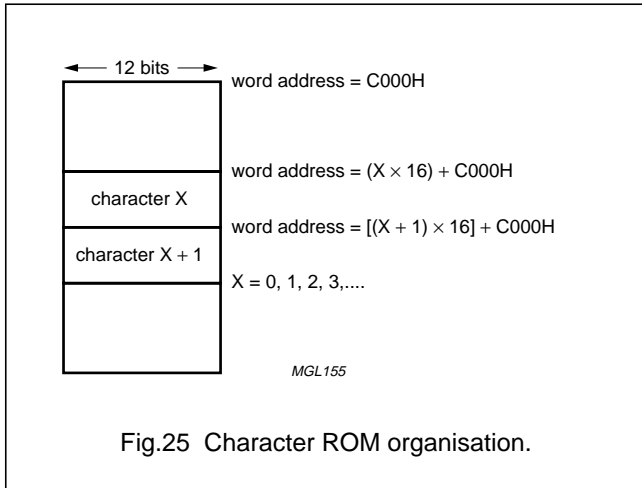 12 bits
word address = C000H
word address = (X × 16) + C000H
character X
word address = [(X + 1) × 16] + C000H
character X + 1
X = 0, 1, 2, 3,....
MGL155
Fig.25 Character ROM organisation.